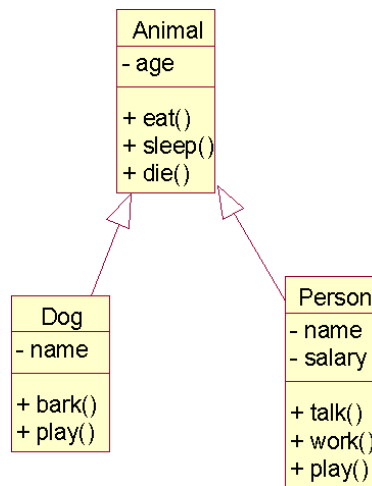 Animal
- age
+ eat()
+ sleep()
+ die()
Dog
- name
+ bark()
+ play()
Person
- name
- salary
+ talk()
+ work()
+ play()